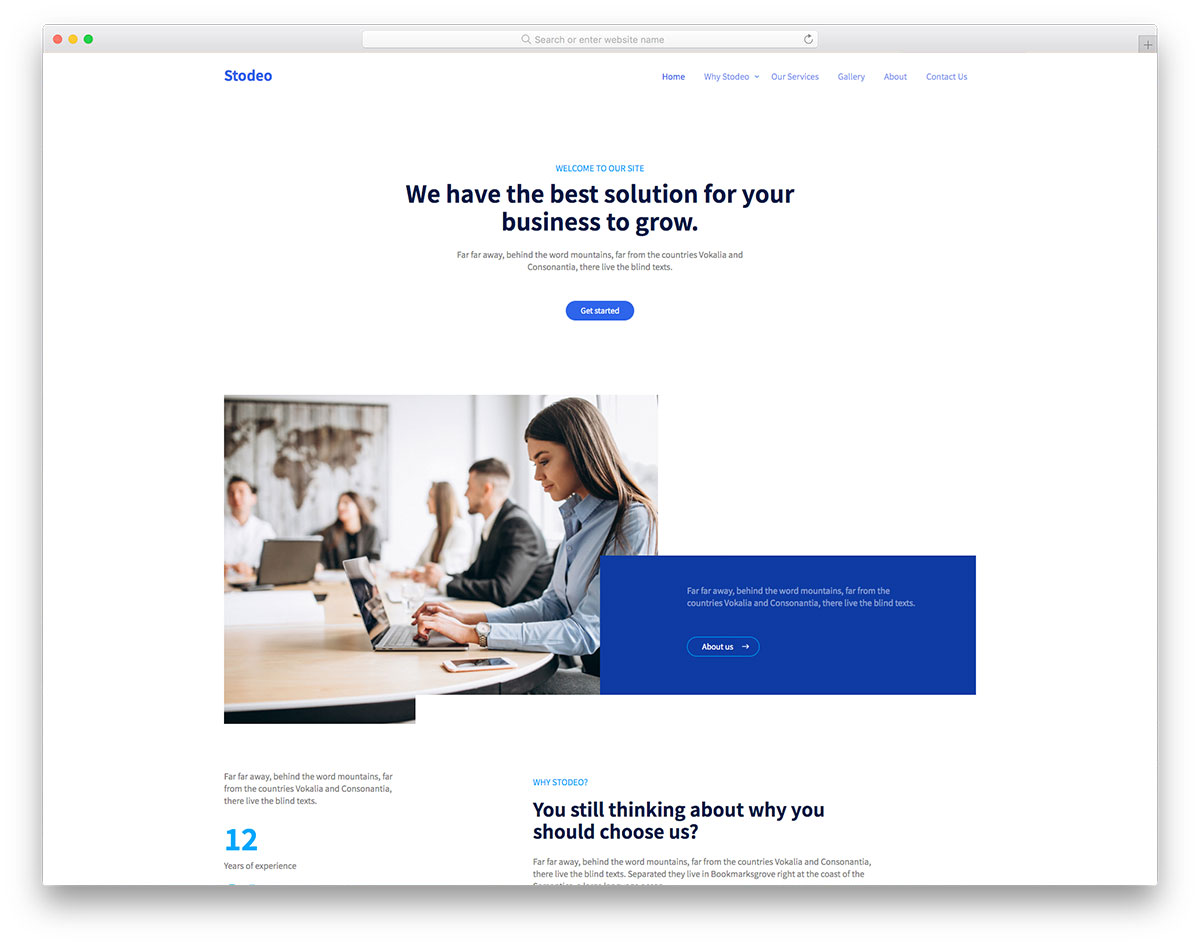 Search or enter website name
Stodeo
Home Why Stodeo Our Services Gallery About Contact Us
WELCOME TO OUR SITE
We have the best solution for your
business to grow.
Far far away, behind the word mountains, far from the countries Vokalia and
Consonantia, there live the blind texts.
Get started
Far far away, behind the word mountains, far from the
countries Vokalia and Consonantia, there live the blind texts.
About us →
Far far away, behind the word mountains, far
from the countries Vokalia and Consonantia,
there live the blind texts.
12
Years of experience
WHY STODEO?
You still thinking about why you
should choose us?
Far far away, behind the word mountains, far from the countries Vokalia and Consonantia,
there live the blind texts. Separated they live in Bookmarksgrove right at the coast of the